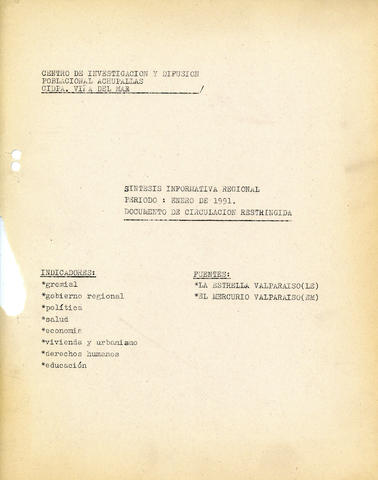 CENTRO DE INVESTIGACION Y DIFUSION
POBLACIONAL ACHUPALLAS
CIDPA. VIÑA DEL MAR /
SINTESIS INFORMATIVA REGIONAL
PERIODO : ENERO DE 1991.
DOCUMENTO DE CIRCULACION RESTRINGIDA
INDICADORES:
*gremial
*gobierno regional
*política
*salud
*economia
*vivienda y urbanismo
*derechos humanos
*educación
FUENTES:
*LA ESTRELLA VALPARAISO(LE)
*EL MERCURIO VALPARAISO(EM)